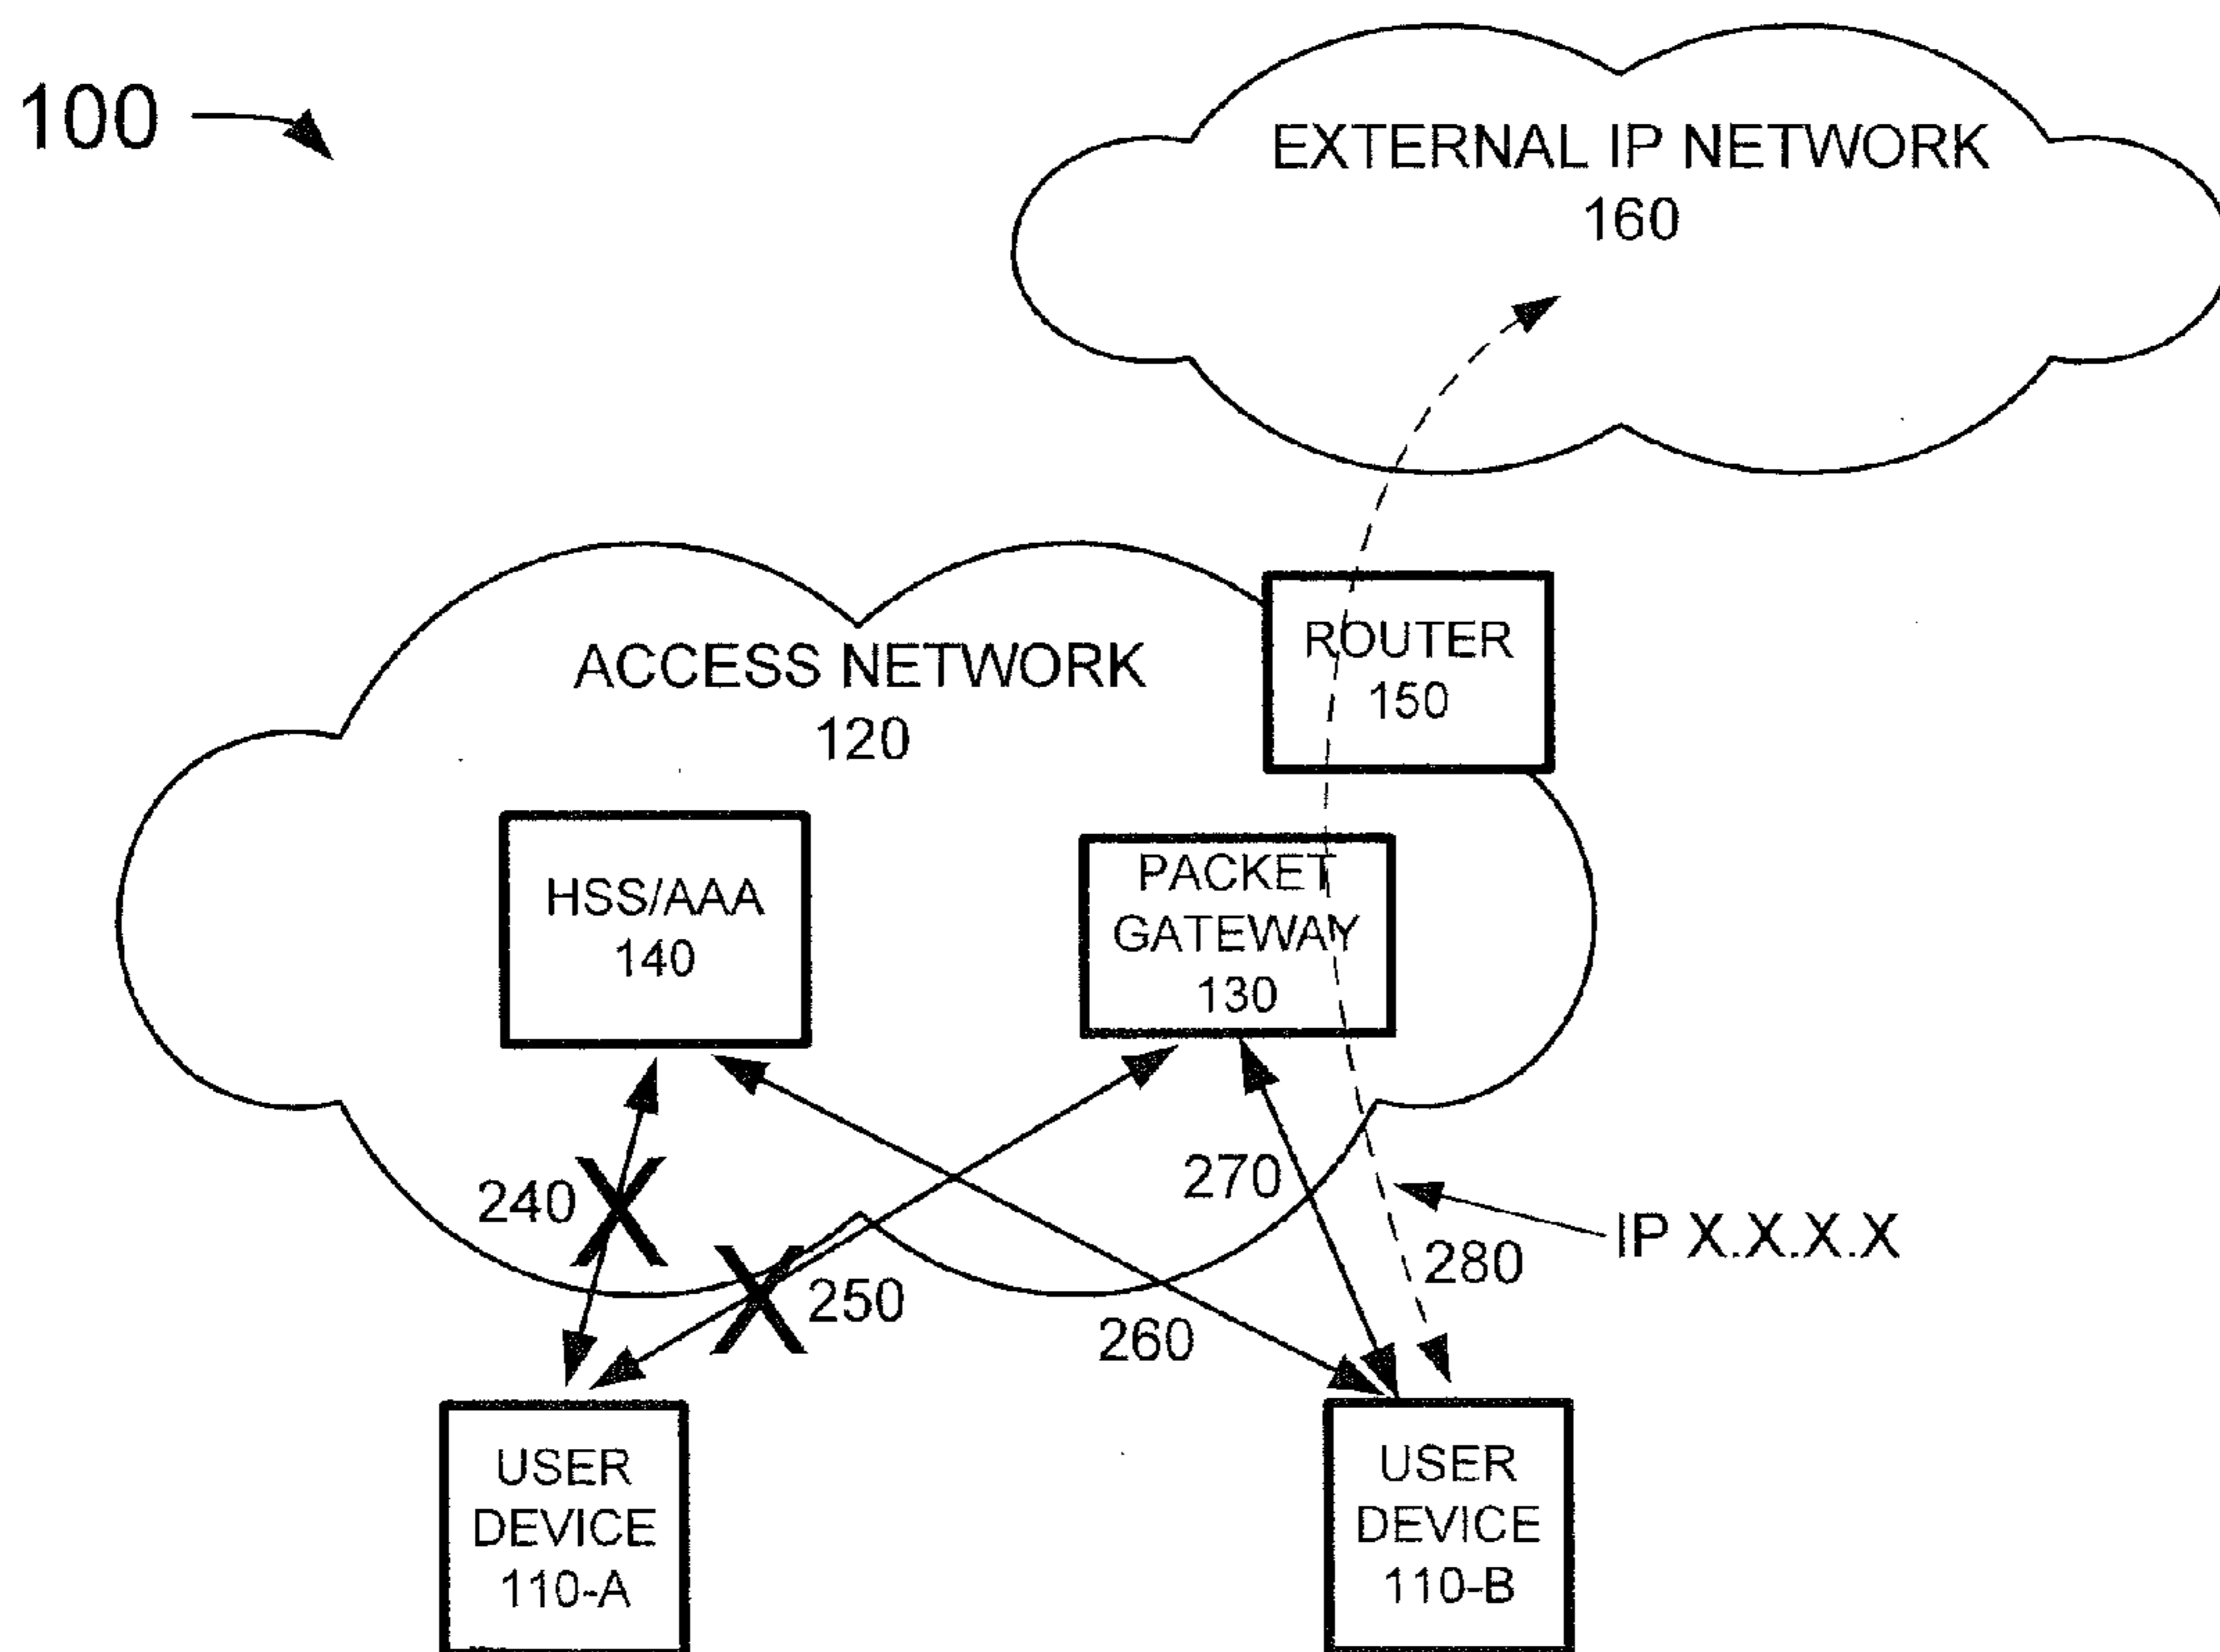 100
EXTERNAL IP NETWORK
160
ROUTER
150
ACCESS NETWORK
120
HSS/AAA
140
PACKET
GATEWAY
130
240
X
X
250
260
270
280
IP X.X.X.X
USER
DEVICE
110-A
USER
DEVICE
110-B